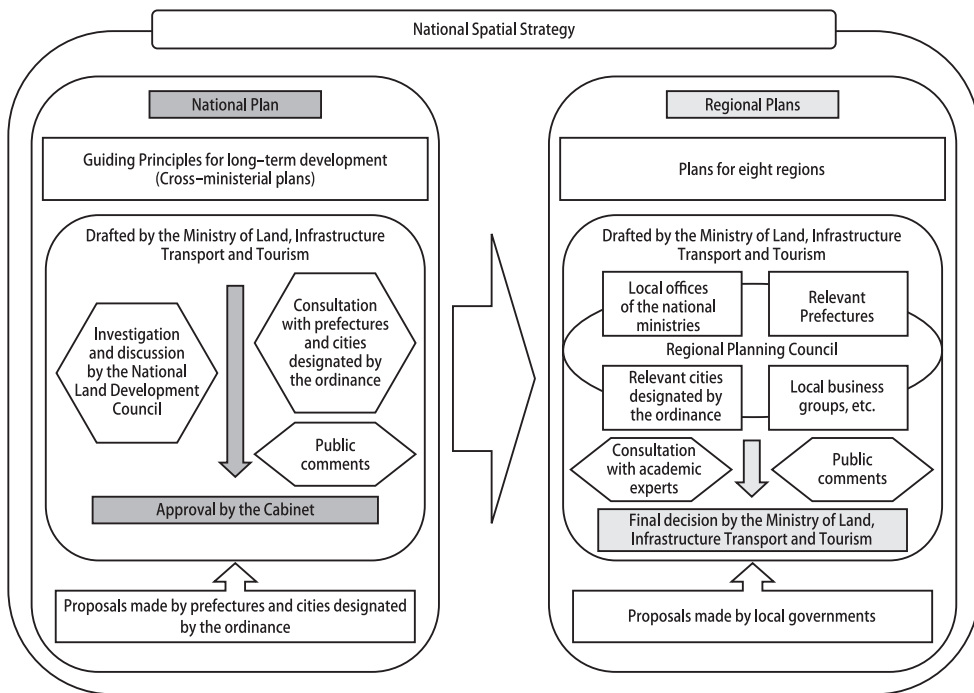 National Spatial Strategy
National Plan
Guiding Principles for long–term development
(Cross–ministerial plans)
Drafted by the Ministry of Land, Infrastructure
Transport and Tourism
Investigation
and discussion
by the National
Land Development
Council
Consultation
with prefectures
and cities
designated by
the ordinance
Public
comments
Approval by the Cabinet
Proposals made by prefectures and cities designated
by the ordinance
Regional Plans
Plans for eight regions
Drafted by the Ministry of Land, Infrastructure
Transport and Tourism
Local offices
of the national
ministries
Relevant
Prefectures
Regional Planning Council
Relevant cities
designated by
the ordinance
Local business
groups, etc.
Consultation
with academic
experts
Public
comments
Final decision by the Ministry of Land,
Infrastructure Transport and Tourism
Proposals made by local governments